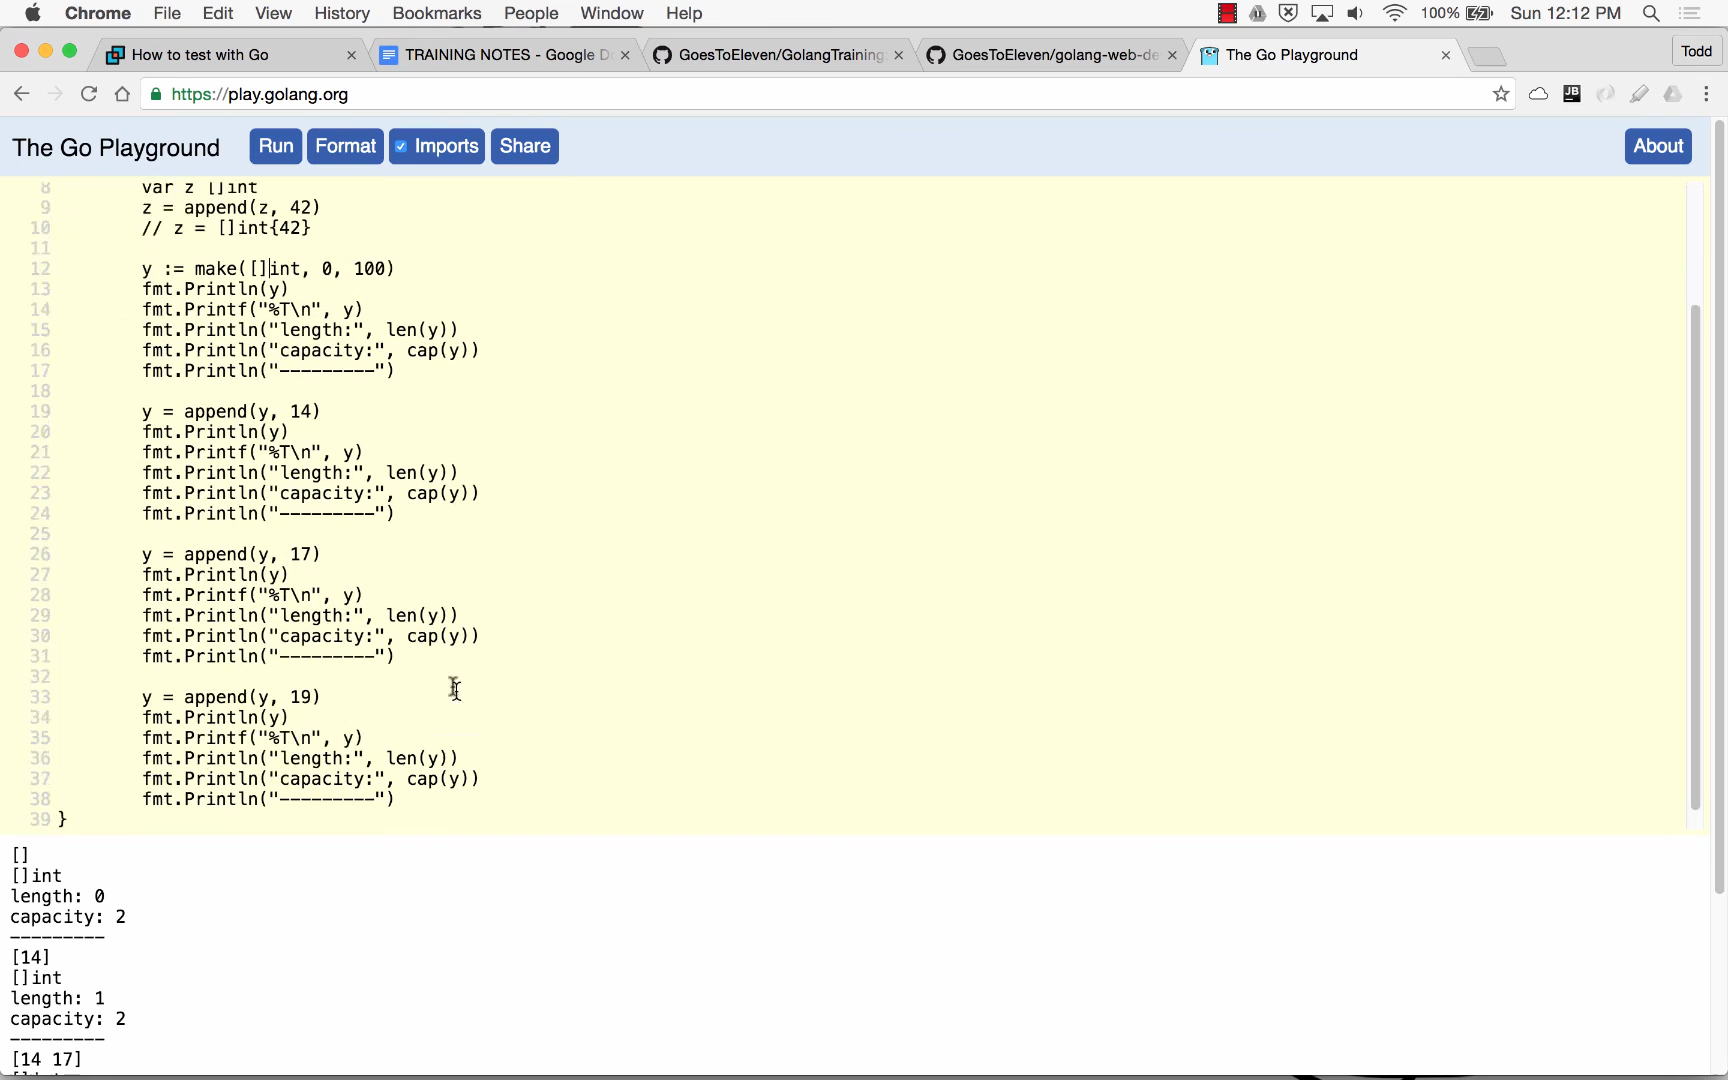 Chrome File Edit View History Bookmarks People Window Help 100% Sun 12:12 PM
How to test with Go TRAINING NOTES - Google Do GoesToEleven/GolangTraining GoesToEleven/golang-web-de The Go Playground Todd
https://play.golang.org JB
The Go Playground Run Format Imports Share About
8 var z []int
9 z = append(z, 42)
10 // z = []int{42}
11
12 y := make([]int, 0, 100)
13 fmt.Println(y)
14 fmt.Printf("%T\n", y)
15 fmt.Println("length:", len(y))
16 fmt.Println("capacity:", cap(y))
17 fmt.Println("---------")
18
19 y = append(y, 14)
20 fmt.Println(y)
21 fmt.Printf("%T\n", y)
22 fmt.Println("length:", len(y))
23 fmt.Println("capacity:", cap(y))
24 fmt.Println("---------")
25
26 y = append(y, 17)
27 fmt.Println(y)
28 fmt.Printf("%T\n", y)
29 fmt.Println("length:", len(y))
30 fmt.Println("capacity:", cap(y))
31 fmt.Println("---------")
32
33 y = append(y, 19)
34 fmt.Println(y)
35 fmt.Printf("%T\n", y)
36 fmt.Println("length:", len(y))
37 fmt.Println("capacity:", cap(y))
38 fmt.Println("---------")
39 }
[]
[]int
length: 0
capacity: 2
---------
[14]
[]int
length: 1
capacity: 2
---------
[14 17]